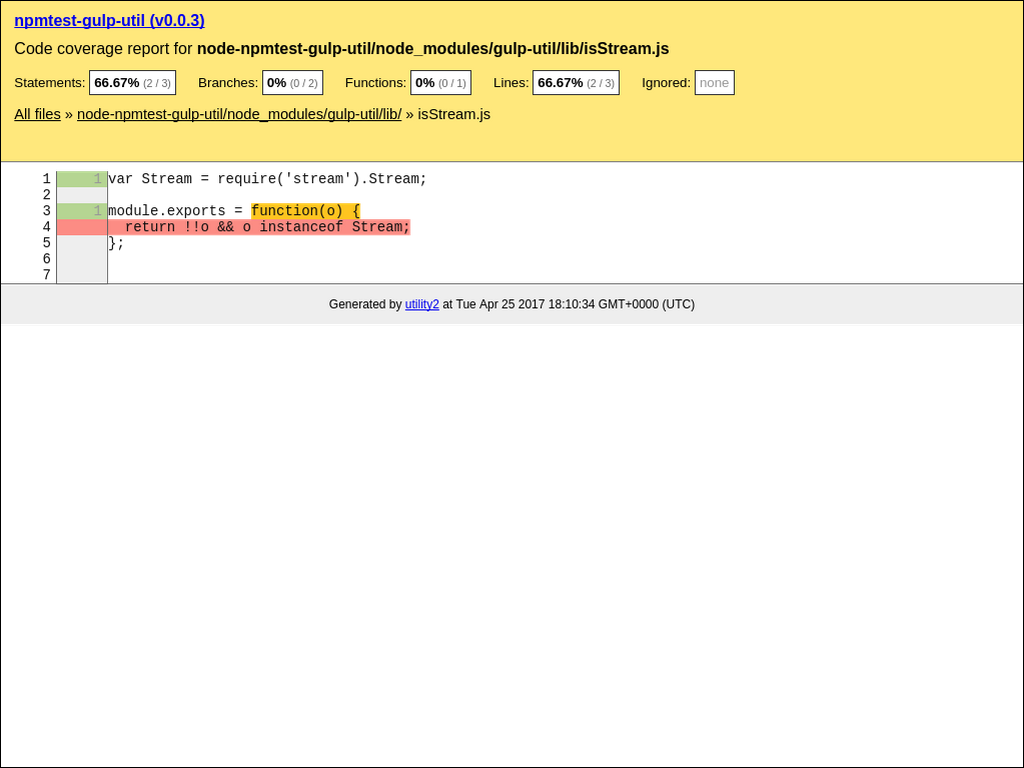 npmtest-gulp-util (v0.0.3)
Code coverage report for node-npmtest-gulp-util/node_modules/gulp-util/lib/isStream.js
Statements: 66.67% (2 / 3) Branches: 0% (0 / 2) Functions: 0% (0 / 1) Lines: 66.67% (2 / 3) Ignored: none
All files » node-npmtest-gulp-util/node_modules/gulp-util/lib/ » isStream.js
1 1 var Stream = require('stream').Stream;
2
3 1 module.exports = function(o) {
4 return !!o && o instanceof Stream;
5 };
6
7
Generated by utility2 at Tue Apr 25 2017 18:10:34 GMT+0000 (UTC)